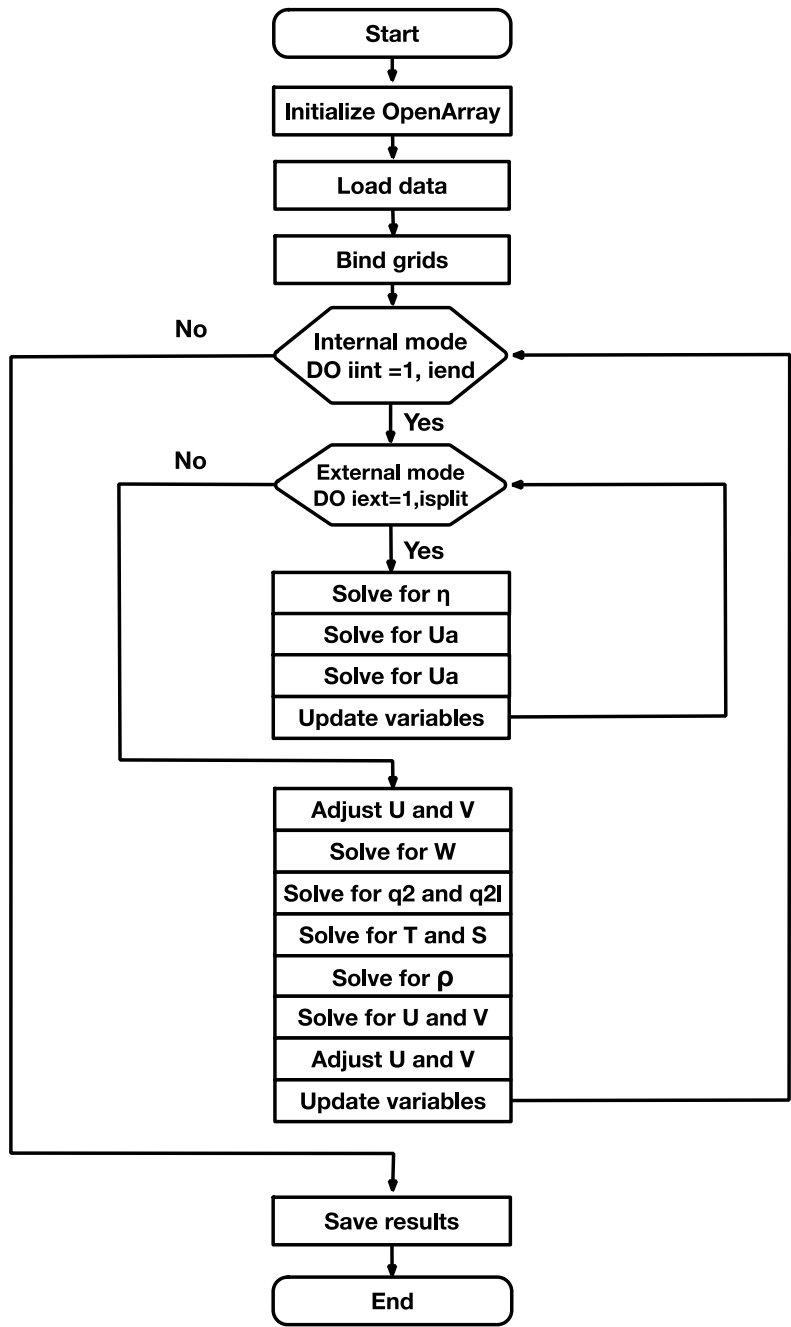 Start
Initialize OpenArray
Load data
Bind grids
No
Internal mode
DO iint =1, iend
Yes
No
External mode
DO iext=1,isplit
Yes
Solve for η
Solve for Ua
Solve for Ua
Update variables
Adjust U and V
Solve for W
Solve for q2 and q2l
Solve for T and S
Solve for ρ
Solve for U and V
Adjust U and V
Update variables
Save results
End